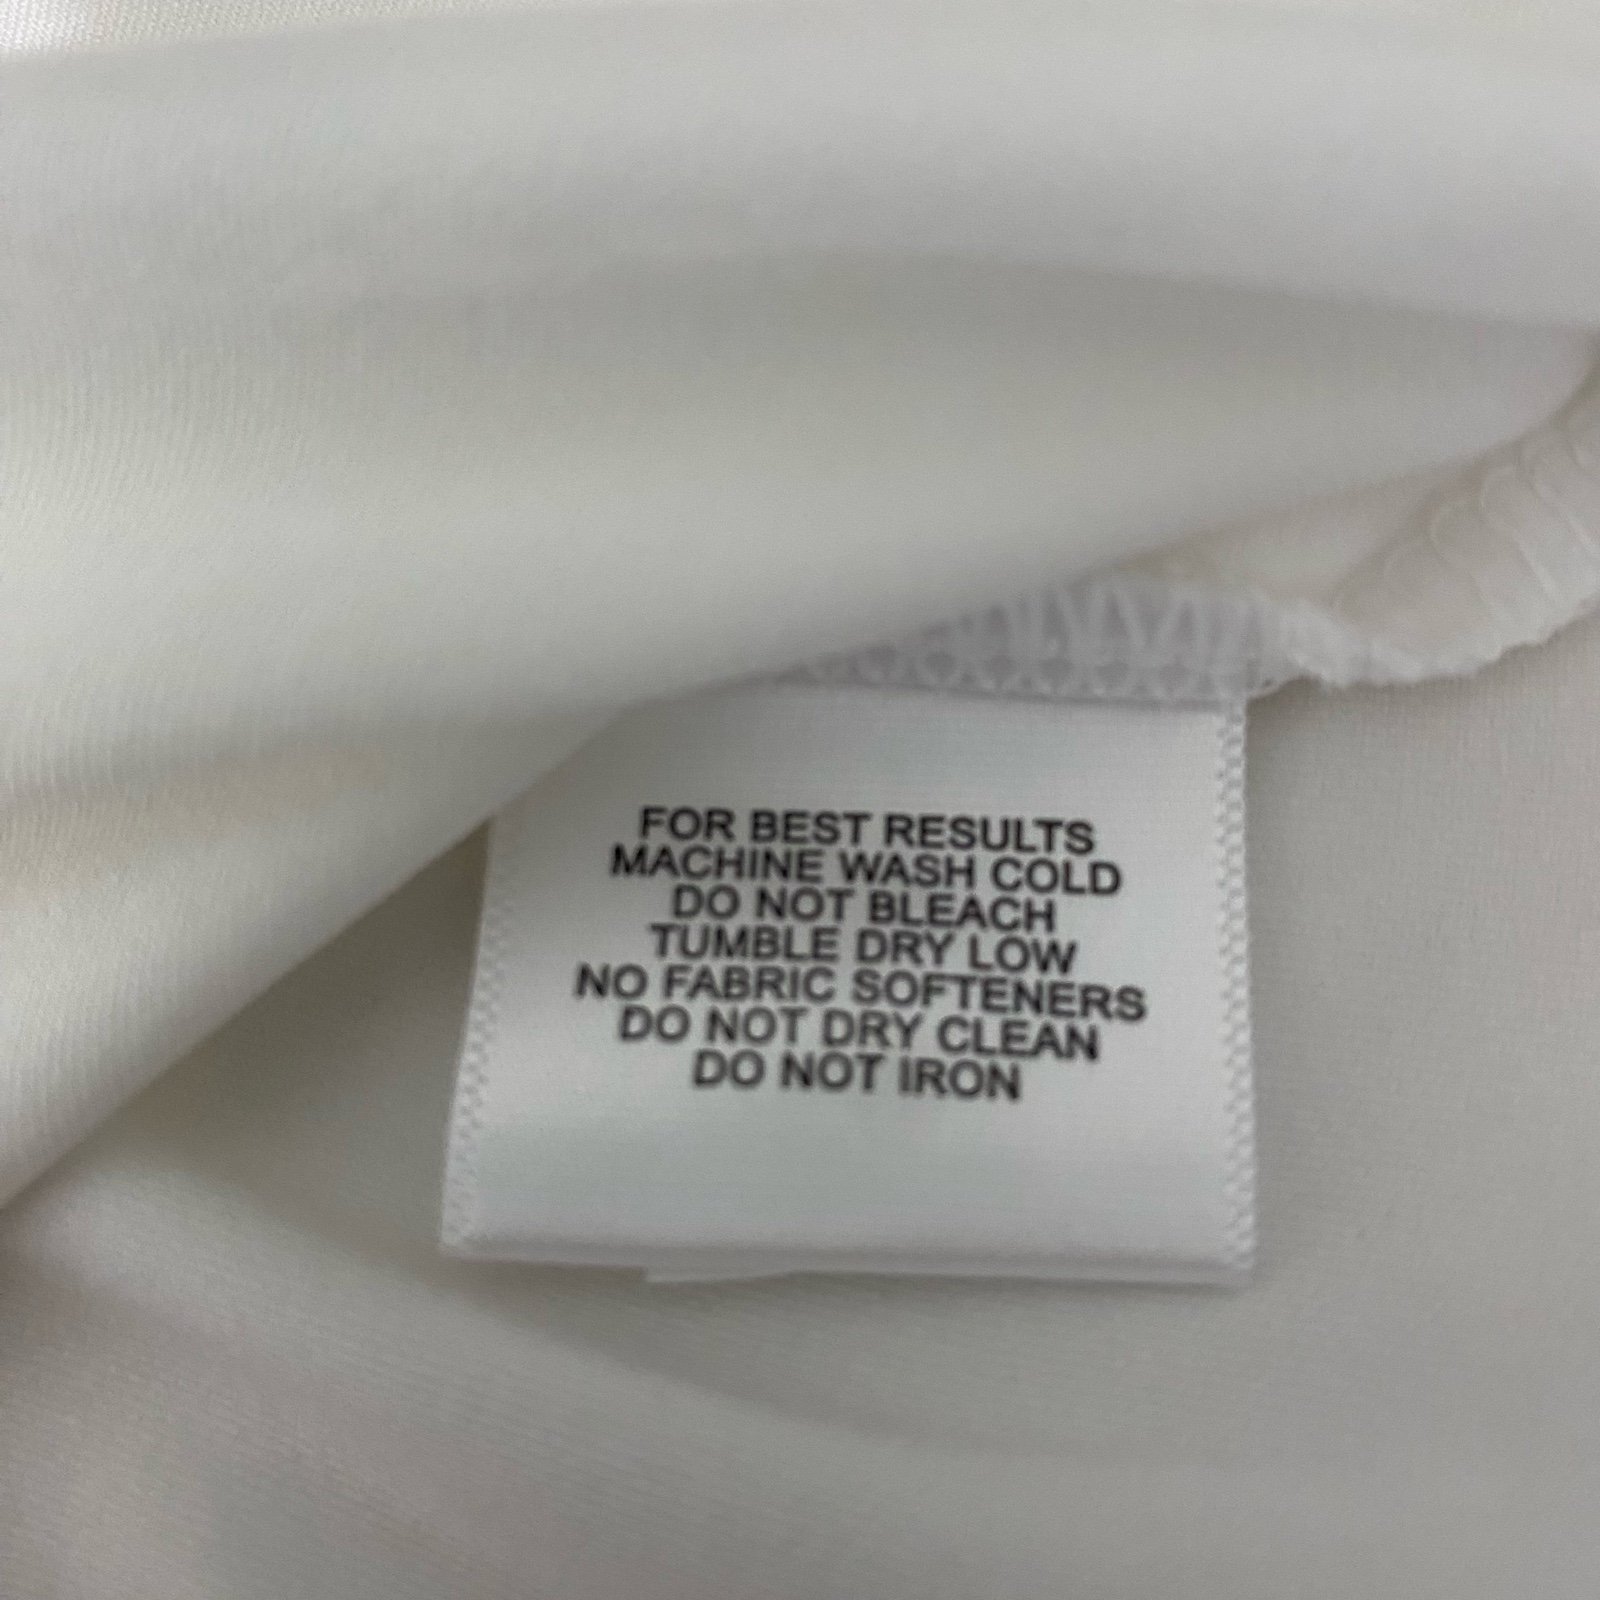 FOR BEST RESULTS
MACHINE WASH COLD
DO NOT BLEACH
TUMBLE DRY LOW
NO FABRIC SOFTENERS
DO NOT DRY CLEAN
DO NOT IRON